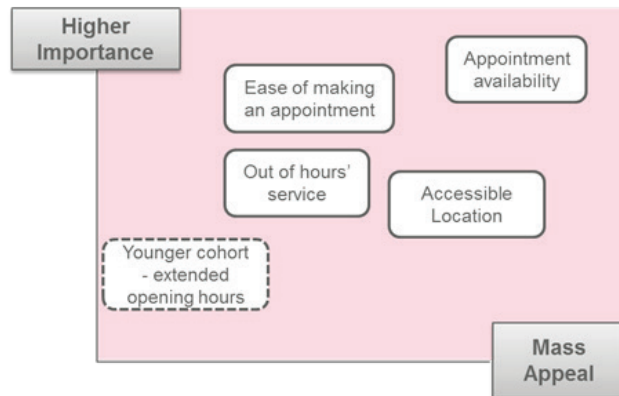 Higher
Importance
Appointment
availability
Ease of making
an appointment
Out of hours’
service
Accessible
Location
Younger cohort
- extended
opening hours
Mass
Appeal